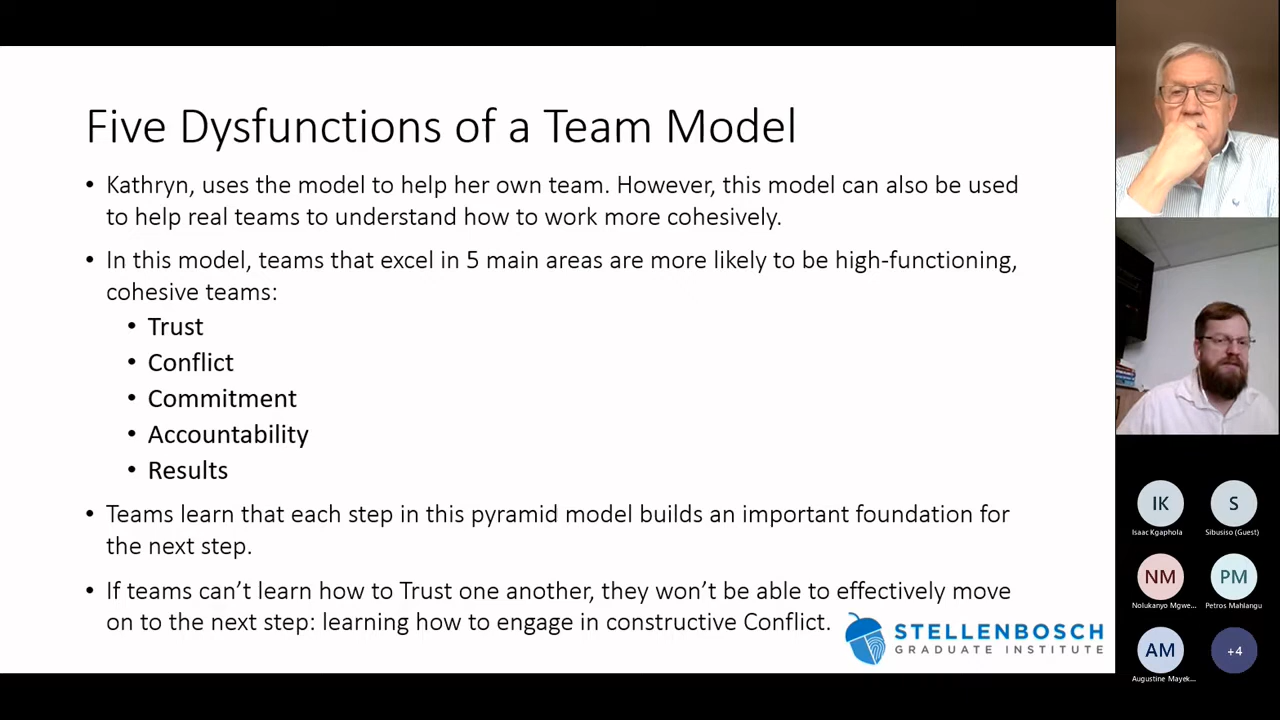 Five Dysfunctions of a Team Model
• Kathryn, uses the model to help her own team. However, this model can also be used
to help real teams to understand how to work more cohesively.
• In this model, teams that excel in 5 main areas are more likely to be high-functioning,
cohesive teams:
• Trust
• Conflict
• Commitment
• Accountability
• Results
• Teams learn that each step in this pyramid model builds an important foundation for
the next step.
• If teams can’t learn how to Trust one another, they won’t be able to effectively move
on to the next step: learning how to engage in constructive Conflict.
STELLENBOSCH
GRADUATE INSTITUTE
IK
Isaac Kgaphola
S
Sibusiso (Guest)
NM
Nolukanyo Mgwe...
PM
Petros Mahlangu
AM
Augustine Mayek...
+4